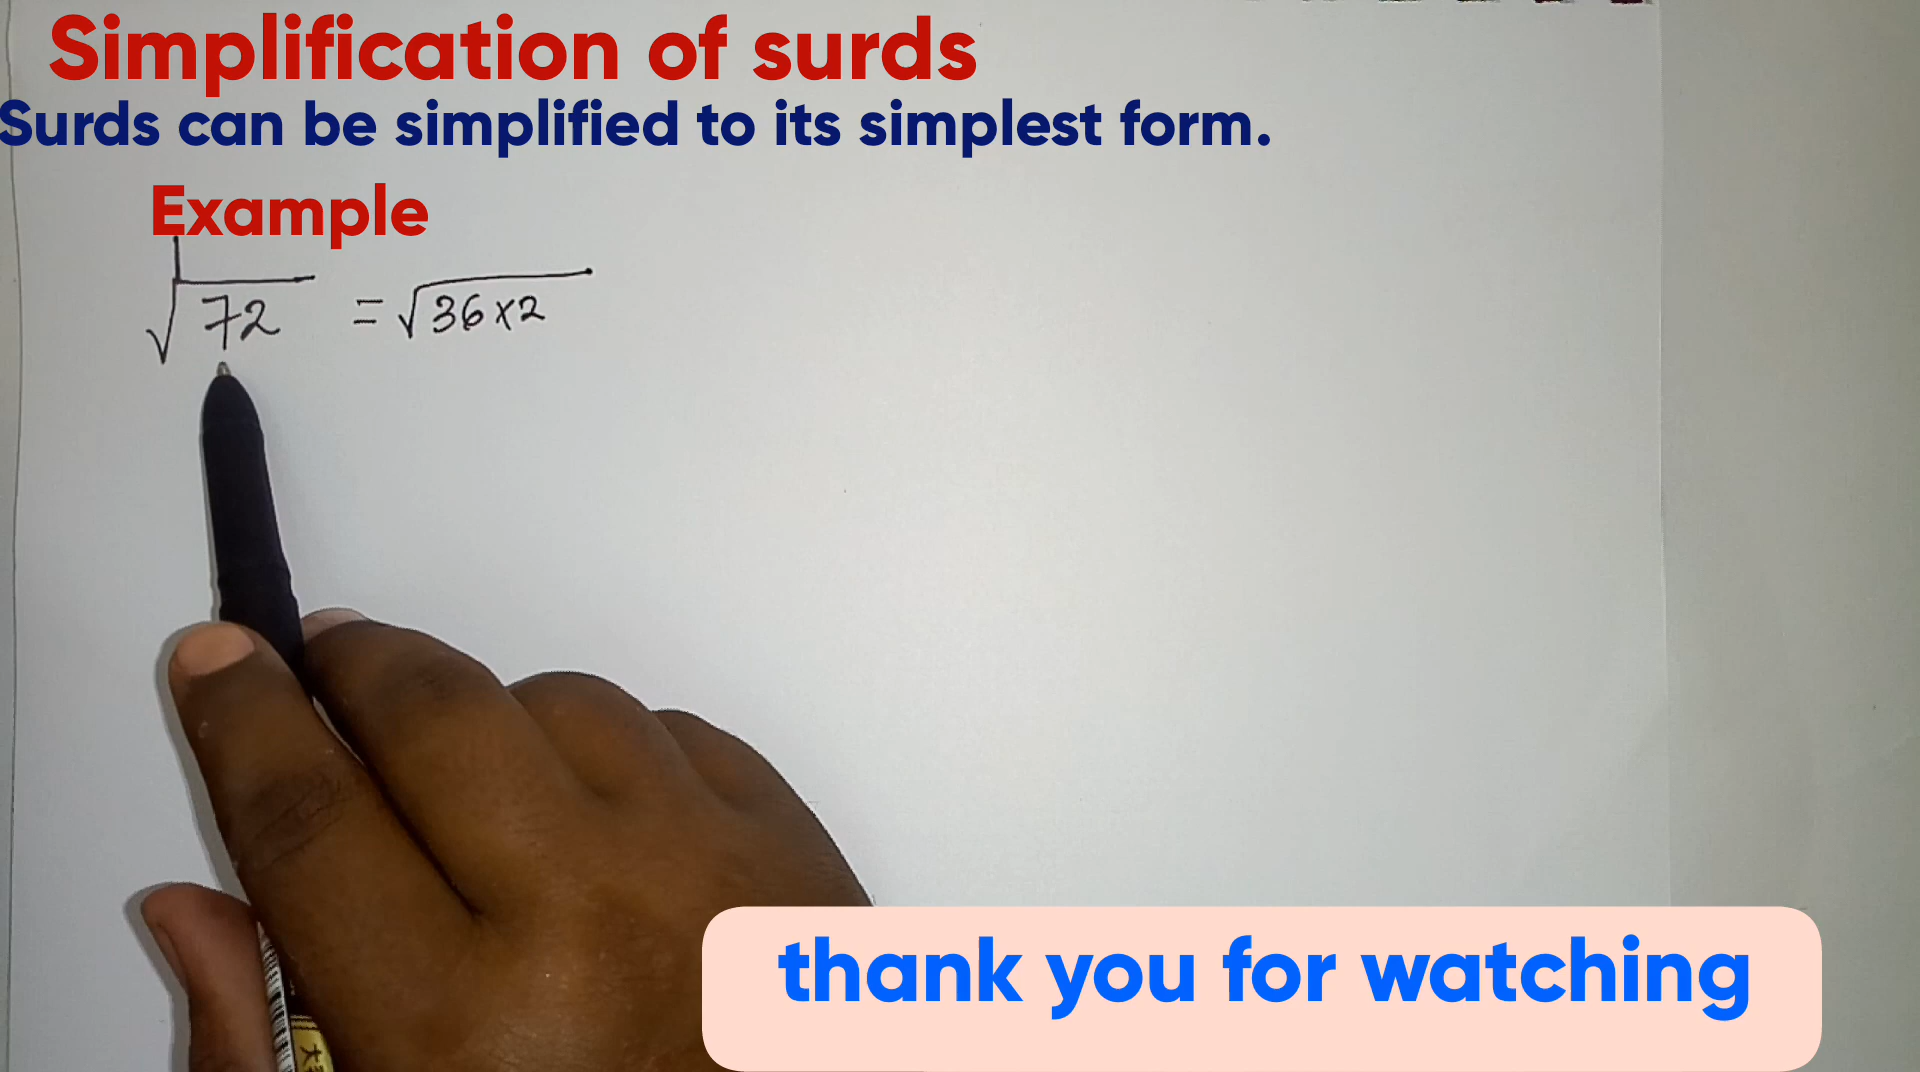 Simplification of surds
Surds can be simplified to its simplest form.
Example
√72 = √36×2
thank you for watching